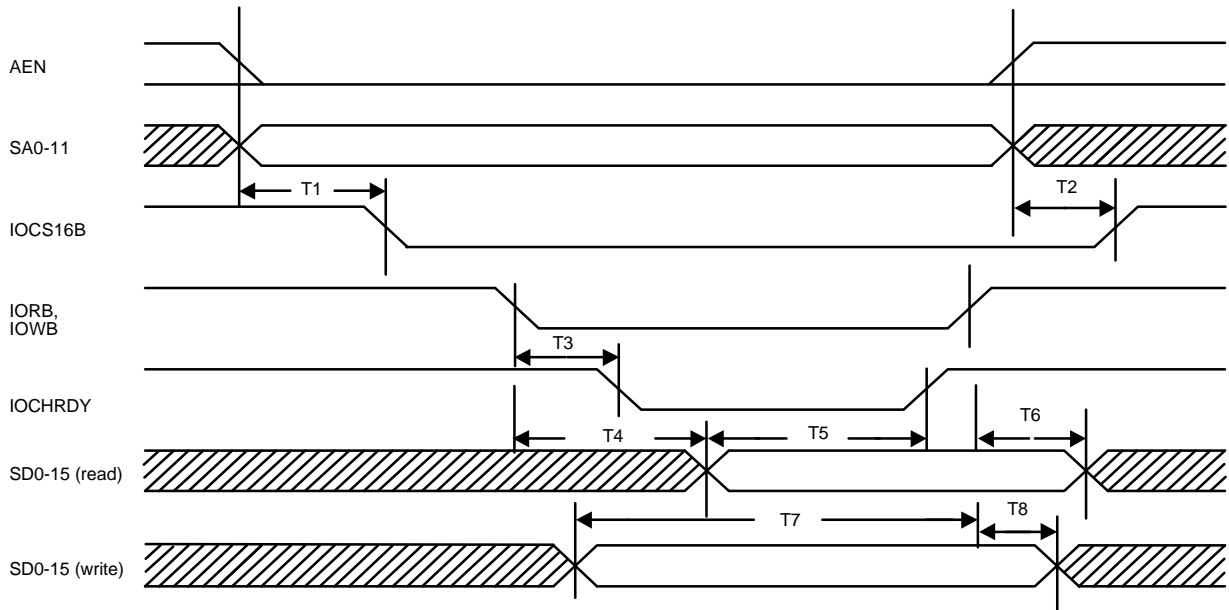 AEN
SA0-11
T1
T2
IOCS16B
IORB,
IOWB
T3
IOCHRDY
T4
T5
T6
SD0-15 (read)
T7
T8
SD0-15 (write)